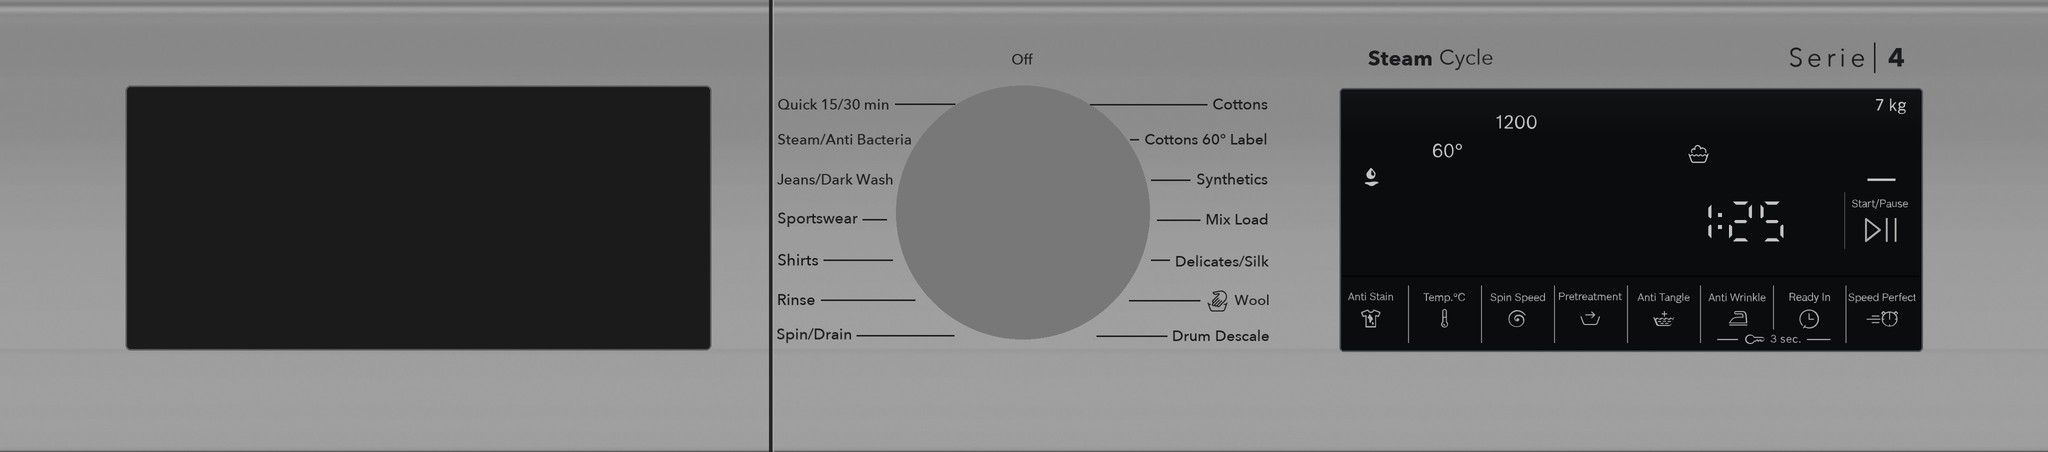 Off
Quick 15/30 min
Steam/Anti Bacteria
Jeans/Dark Wash
Sportswear
Shirts
Rinse
Spin/Drain
Cottons
Cottons 60° Label
Synthetics
Mix Load
Delicates/Silk
Wool
Drum Descale
Steam Cycle
Serie | 4
7 kg
1200
60°
1:25
Start/Pause
Anti Stain
Temp.°C
Spin Speed
Pretreatment
Anti Tangle
Anti Wrinkle
Ready In
Speed Perfect
3 sec.